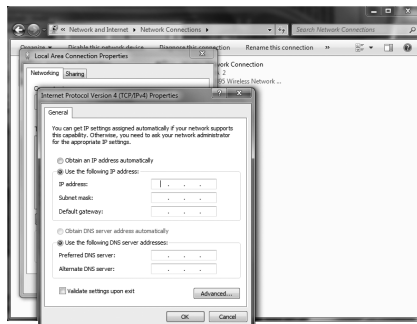 « Network and Internet ▸ Network Connections ▸
Search Network Connections
Organize Disable this network device Diagnose this connection Rename this connection »
Local Area Connection Properties
work Connection
Networking Sharing
Wireless Network ...
Internet Protocol Version 4 (TCP/IPv4) Properties
General
You can get IP settings assigned automatically if your network supports
this capability. Otherwise, you need to ask your network administrator
for the appropriate IP settings.
Obtain an IP address automatically
Use the following IP address:
IP address:
Subnet mask:
Default gateway:
Obtain DNS server address automatically
Use the following DNS server addresses:
Preferred DNS server:
Alternate DNS server:
Validate settings upon exit
Advanced...
OK Cancel